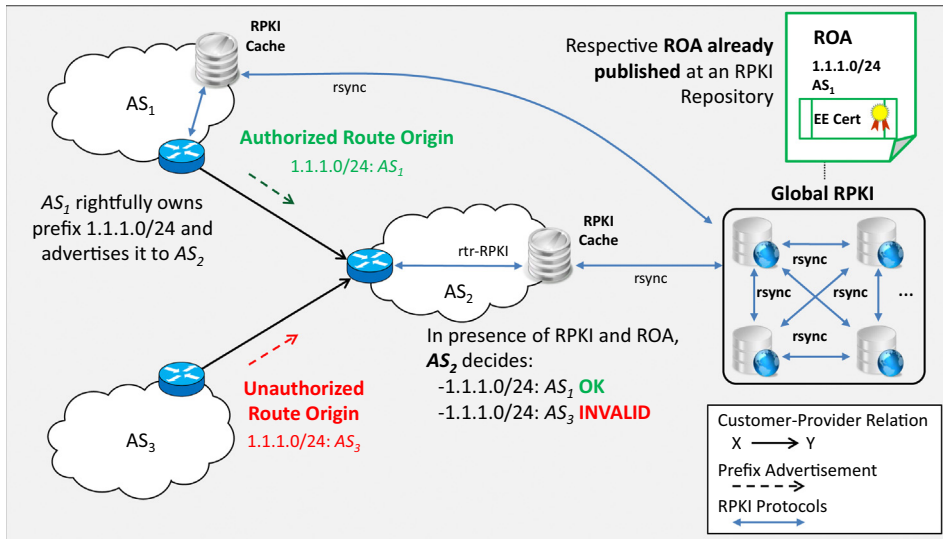 RPKI
Cache
AS1
rsync
Respective ROA already
published at an RPKI
Repository
ROA
1.1.1.0/24
AS1
EE Cert
Authorized Route Origin
1.1.1.0/24: AS1
AS1 rightfully owns
prefix 1.1.1.0/24 and
advertises it to AS2
Global RPKI
RPKI
Cache
rtr-RPKI
AS2
rsync
rsync
rsync
rsync
...
rsync
In presence of RPKI and ROA,
AS2 decides:
-1.1.1.0/24: AS1 OK
-1.1.1.0/24: AS3 INVALID
Unauthorized
Route Origin
1.1.1.0/24: AS3
AS3
Customer-Provider Relation
X Y
Prefix Advertisement
RPKI Protocols